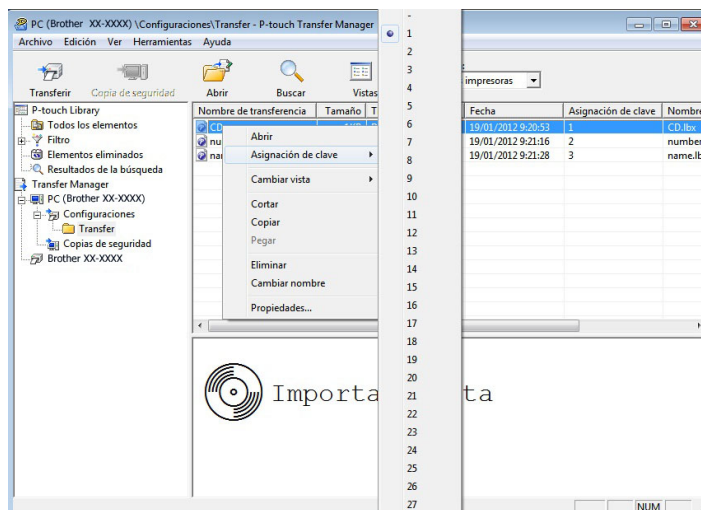 PC (Brother XX-XXXX) \Configuraciones\Transfer - P-touch Transfer Manager
Archivo Edición Ver Herramientas Ayuda
Transferir Copia de seguridad Abrir Buscar Vistas
impresoras
P-touch Library
Todos los elementos
Filtro
Elementos eliminados
Resultados de la búsqueda
Transfer Manager
PC (Brother XX-XXXX)
Configuraciones
Transfer
Copias de seguridad
Brother XX-XXXX
Nombre de transferencia Tamaño T Fecha Asignación de clave Nombre
CD 19/01/2012 9:20:53 1 CD.lbx
nu 19/01/2012 9:21:16 2 number
na 19/01/2012 9:21:28 3 name.lb
Abrir
Asignación de clave
Cambiar vista
Cortar
Copiar
Pegar
Eliminar
Cambiar nombre
Propiedades...
-
1
2
3
4
5
6
7
8
9
10
11
12
13
14
15
16
17
18
19
20
21
22
23
24
25
26
27
Importa ta
NUM